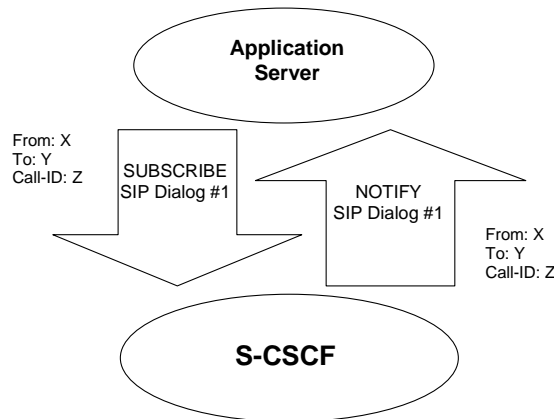 Application
Server
From: X
To: Y
Call-ID: Z
SUBSCRIBE
SIP Dialog #1
NOTIFY
SIP Dialog #1
From: X
To: Y
Call-ID: Z
S-CSCF